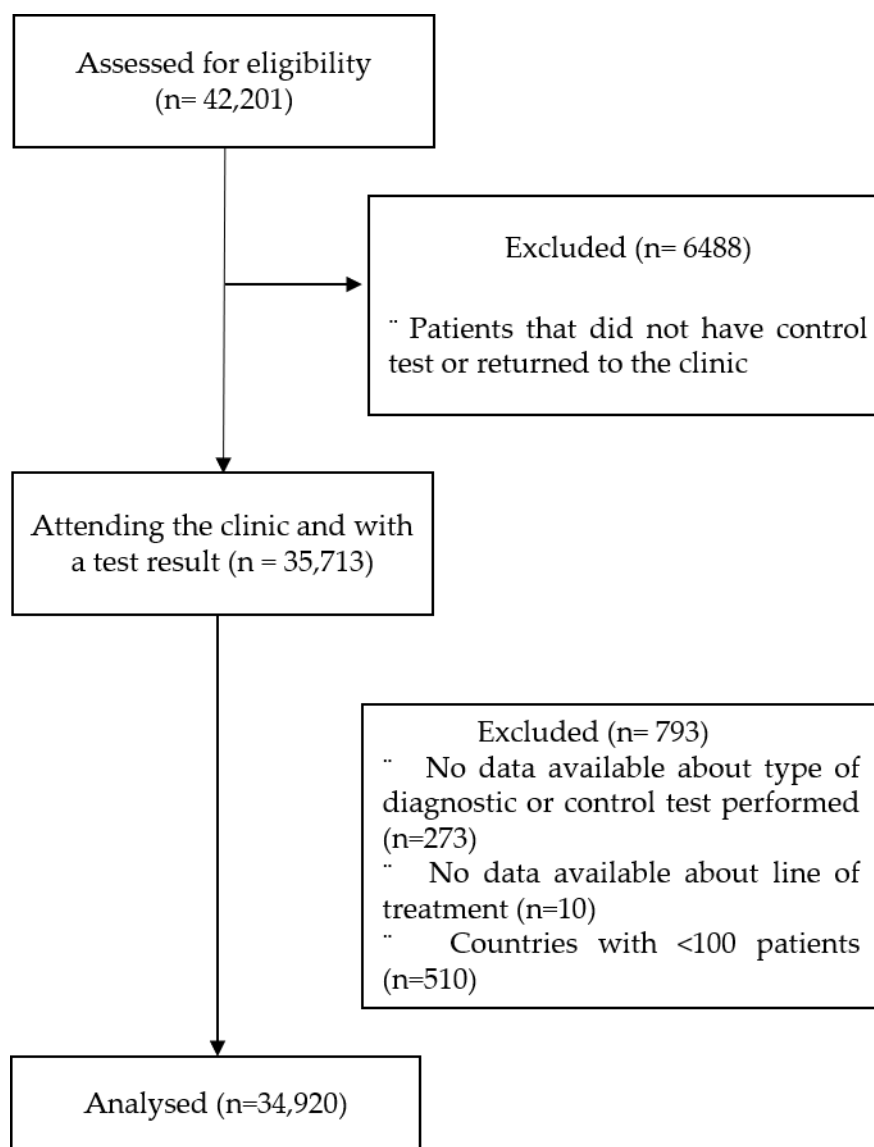 Assessed for eligibility
(n= 42,201)
Excluded (n= 6488)
¨ Patients that did not have control
test or returned to the clinic
Attending the clinic and with
a test result (n = 35,713)
Excluded (n= 793)
¨ No data available about type of
diagnostic or control test performed
(n=273)
¨ No data available about line of
treatment (n=10)
¨ Countries with <100 patients
(n=510)
Analysed (n=34,920)